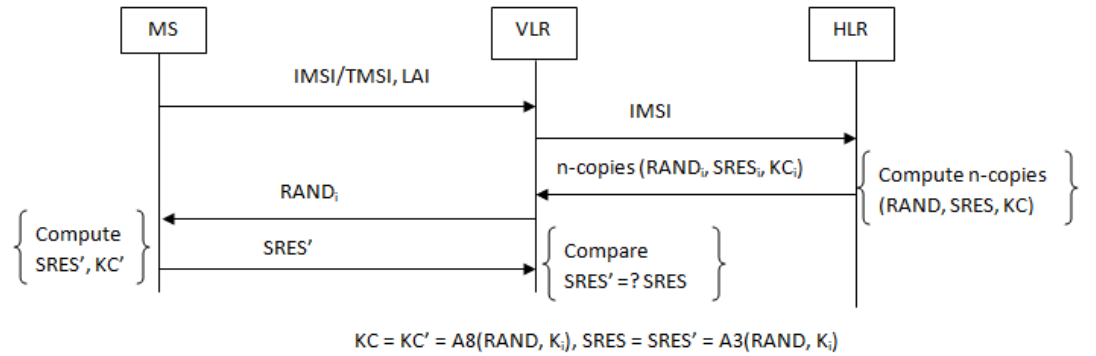 MS
VLR
HLR
IMSI/TMSI, LAI
IMSI
n-copies (RANDᵢ, SRESᵢ, KCᵢ)
Compute n-copies
(RAND, SRES, KC)
RANDᵢ
Compute
SRES’, KC’
SRES’
Compare
SRES’ =? SRES
KC = KC’ = A8(RAND, Kᵢ), SRES = SRES’ = A3(RAND, Kᵢ)